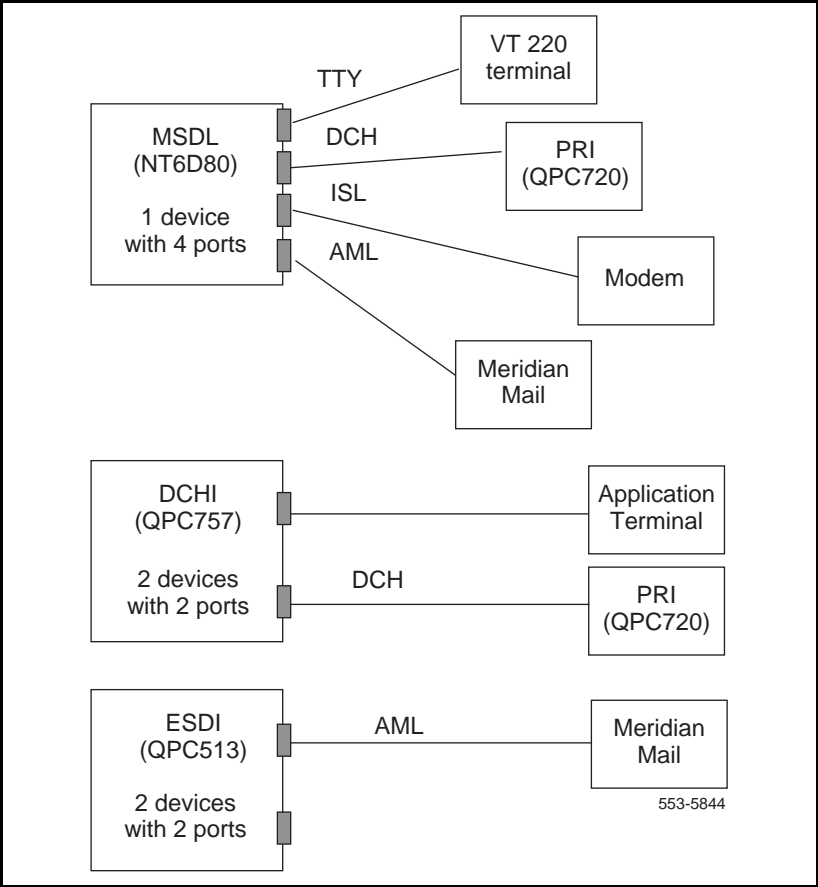 VT 220
terminal
TTY
MSDL
(NT6D80)
1 device
with 4 ports
DCH
PRI
(QPC720)
ISL
AML
Modem
Meridian
Mail
DCHI
(QPC757)
2 devices
with 2 ports
Application
Terminal
DCH
PRI
(QPC720)
ESDI
(QPC513)
2 devices
with 2 ports
AML
Meridian
Mail
553-5844